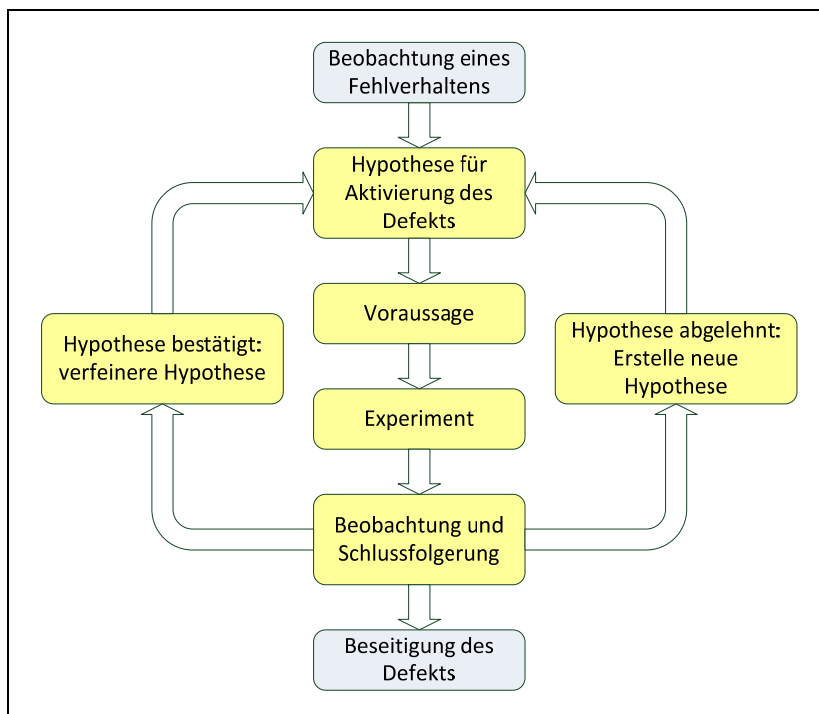 Beobachtung eines
Fehlverhaltens
Hypothese für
Aktivierung des
Defekts
Voraussage
Hypothese bestätigt:
verfeinere Hypothese
Hypothese abgelehnt:
Erstelle neue
Hypothese
Experiment
Beobachtung und
Schlussfolgerung
Beseitigung des
Defekts